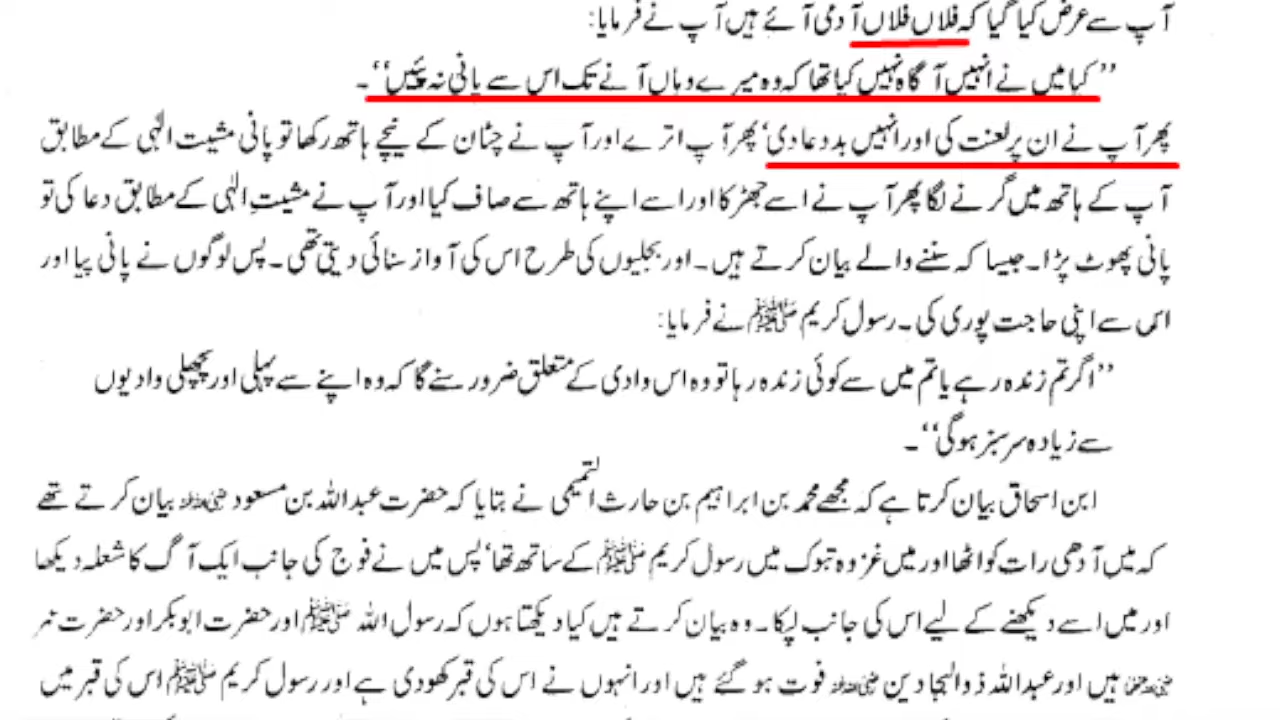 آپ سے عرض کیا گیا کہ فلاں فلاں آدمی آئے ہیں آپ نے فرمایا:
’’کیا میں نے انہیں آگاہ نہیں کیا تھا کہ وہ میرے وہاں آنے تک اس سے پانی نہ پئیں‘‘۔
پھر آپ نے ان پر لعنت کی اور انہیں بددعا دی‘ پھر آپ اترے اور آپ نے چٹان کے نیچے ہاتھ رکھا تو پانی مشیت الٰہی کے مطابق
آپ کے ہاتھ میں گرنے لگا پھر آپ نے اسے چھڑکا اور اسے اپنے ہاتھ سے صاف کیا اور آپ نے مشیتِ الٰہی کے مطابق دعا کی تو
پانی پھوٹ پڑا۔ جیسا کہ سننے والے بیان کرتے ہیں۔ اور بجلیوں کی طرح اس کی آواز سنائی دیتی تھی۔ پس لوگوں نے پانی پیا اور
اس سے اپنی حاجت پوری کی۔ رسول کریم ﷺ نے فرمایا:
’’اگر تم زندہ رہے یا تم میں سے کوئی زندہ رہا تو وہ اس وادی کے متعلق ضرور سنے گا کہ وہ اپنے سے پہلی اور پچھلی وادیوں
سے زیادہ سرسبز ہو گی‘‘۔
ابن اسحاق بیان کرتا ہے کہ مجھے محمد بن ابراہیم بن حارث التمیمی نے بتایا کہ حضرت عبداللہ بن مسعود رضی اللہ عنہ بیان کرتے تھے
کہ میں آدھی رات کو اٹھا اور میں غزوہ تبوک میں رسول کریم ﷺ کے ساتھ تھا‘ پس میں نے فوج کی جانب ایک آگ کا شعلہ دیکھا
اور میں اسے دیکھنے کے لیے اس کی جانب لپکا۔ وہ بیان کرتے ہیں کیا دیکھتا ہوں کہ رسول اللہ ﷺ اور حضرت ابوبکر اور حضرت عمر
ہیں اور عبداللہ ذوالبجادین رضی اللہ عنہ فوت ہو گئے ہیں اور انہوں نے اس کی قبر کھودی ہے اور رسول کریم ﷺ اس کی قبر میں